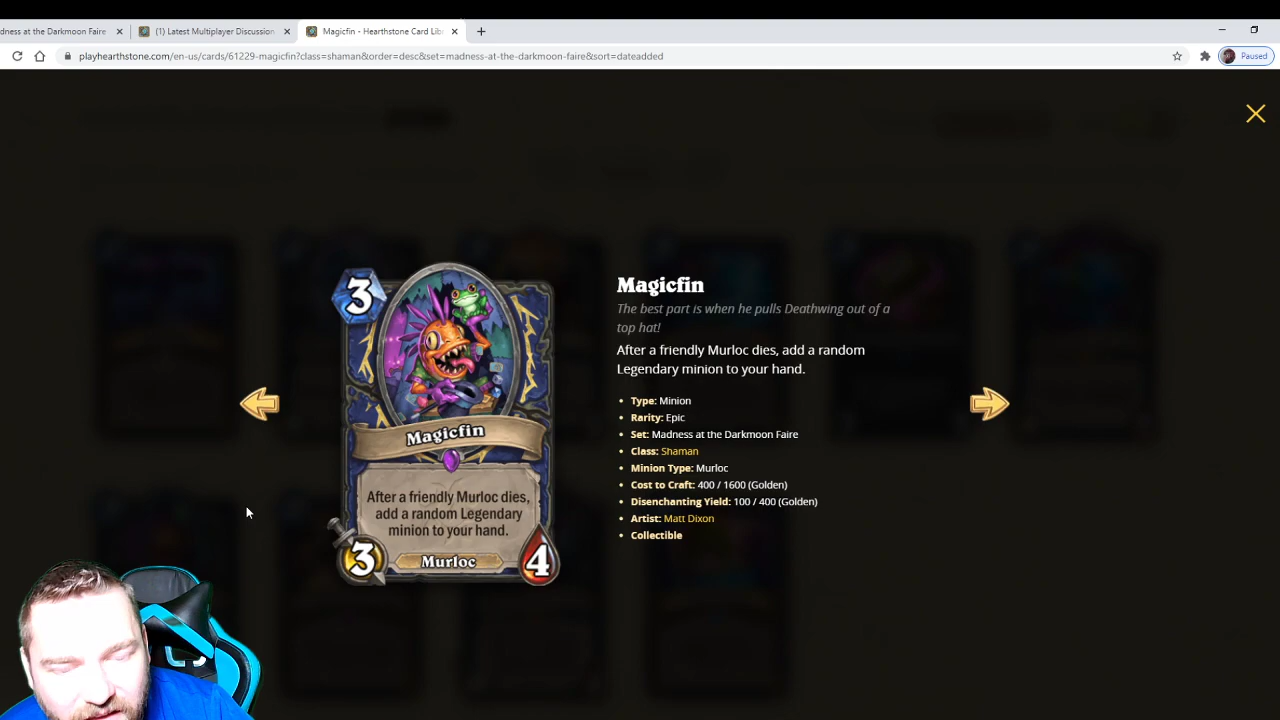 dness at the Darkmoon Faire
(1) Latest Multiplayer Discussion
Magicfin - Hearthstone Card Lib
playhearthstone.com/en-us/cards/61229-magicfin?class=shaman&order=desc&set=madness-at-the-darkmoon-faire&sort=dateadded
Paused
3
Magicfin
After a friendly Murloc dies,
add a random Legendary
minion to your hand.
3
Murloc
4
Magicfin
The best part is when he pulls Deathwing out of a
top hat!
After a friendly Murloc dies, add a random
Legendary minion to your hand.
Type: Minion
Rarity: Epic
Set: Madness at the Darkmoon Faire
Class: Shaman
Minion Type: Murloc
Cost to Craft: 400 / 1600 (Golden)
Disenchanting Yield: 100 / 400 (Golden)
Artist: Matt Dixon
Collectible